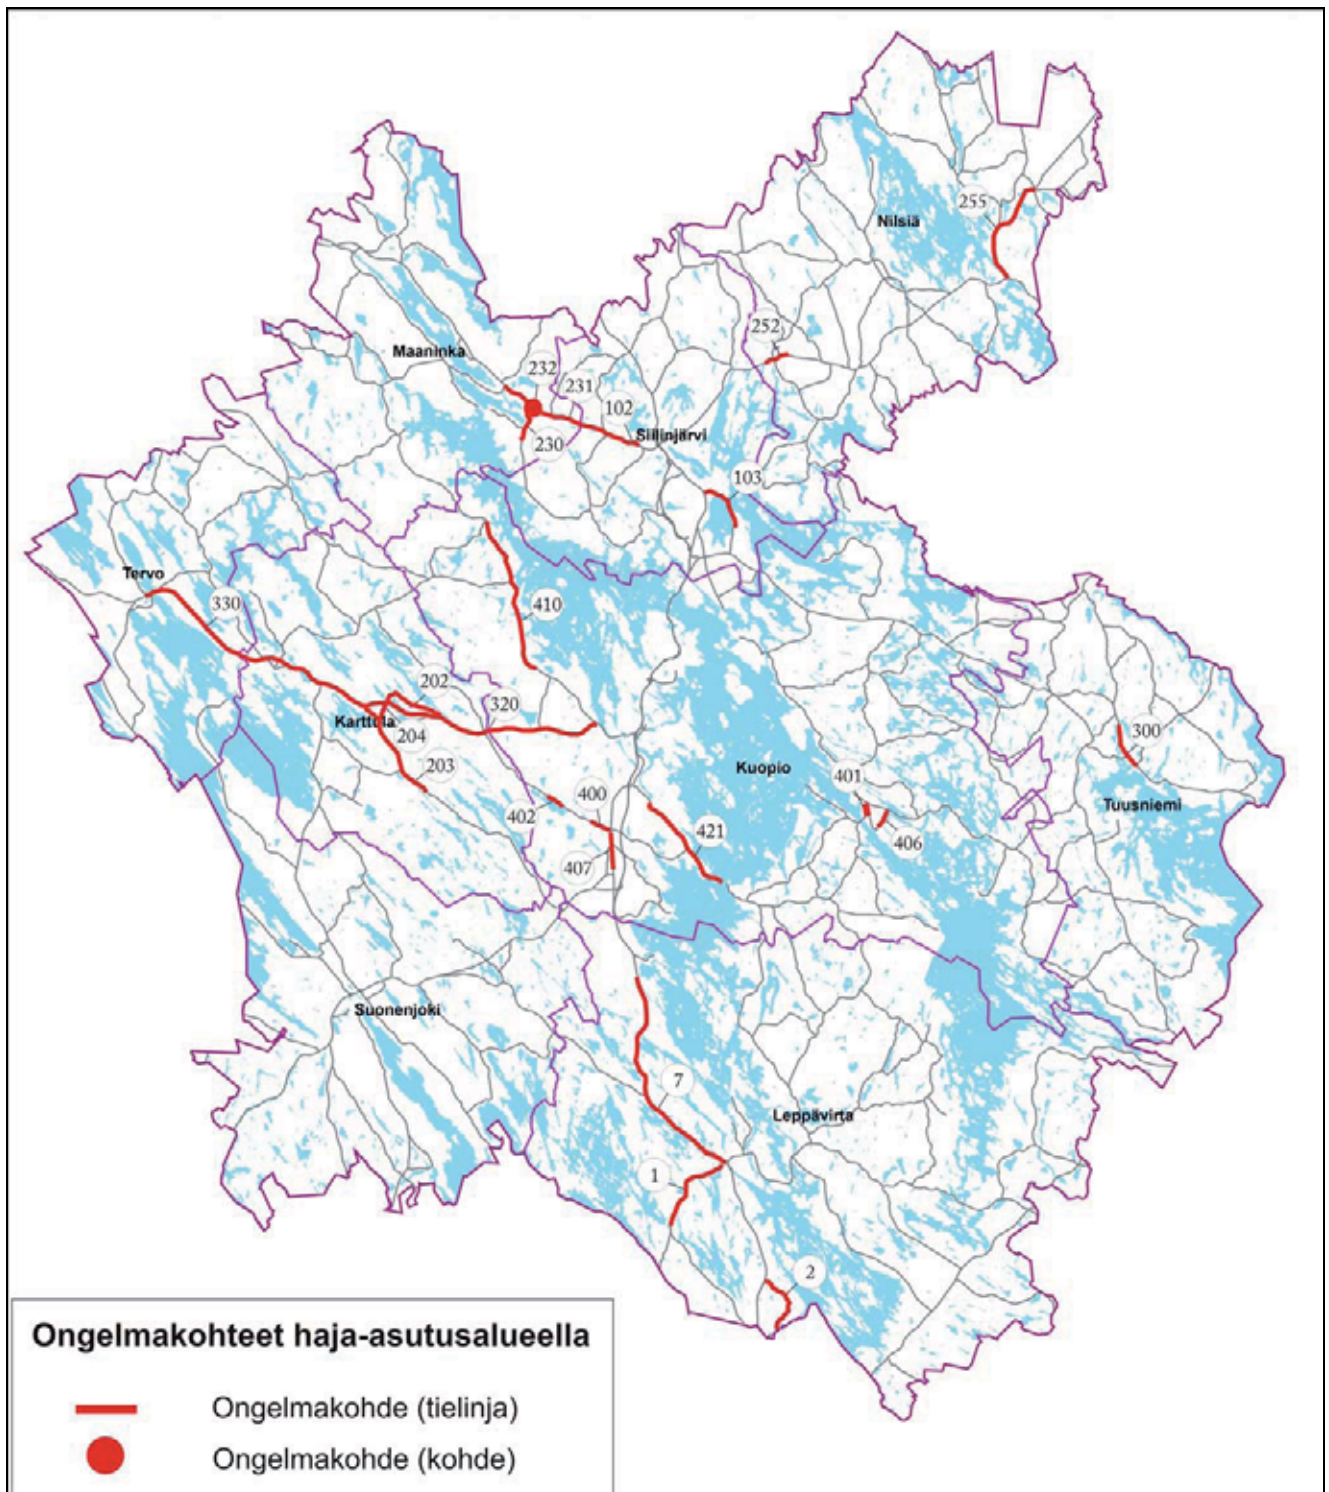 255
Nilsiä
252
Maaninka
232
231
102
Siilinjärvi
230
103
Tervo
330
410
202
320
Karttula
204
203
300
Kuopio
401
400
402
Tuusniemi
421
406
407
Suonenjoki
7
Leppävirta
1
2
Ongelmakohteet haja-asutusalueella
Ongelmakohde (tielinja)
Ongelmakohde (kohde)